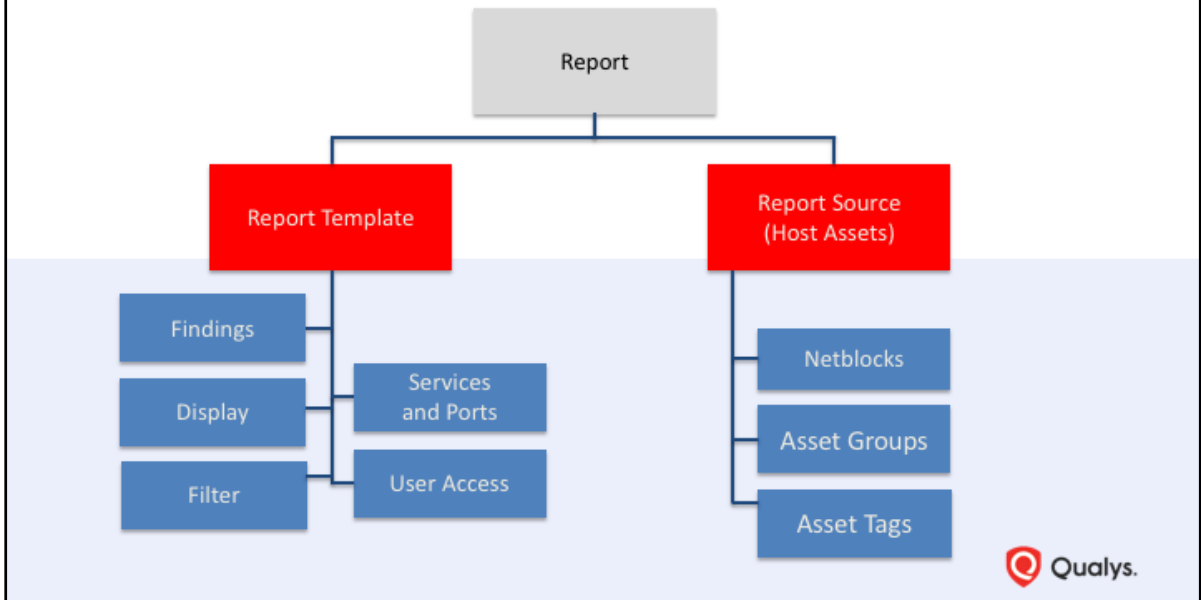 Report
Report Template
Report Source
(Host Assets)
Findings
Display
Filter
Services
and Ports
User Access
Netblocks
Asset Groups
Asset Tags
Qualys.